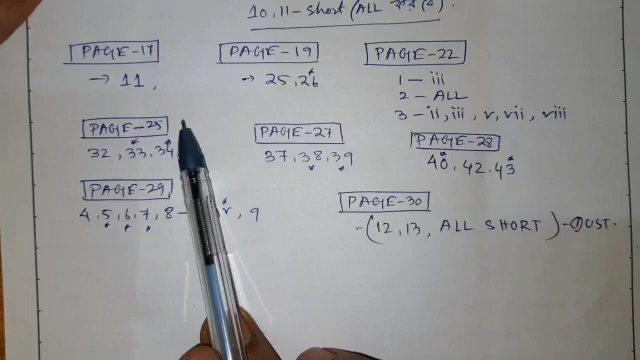 10, 11 - short (ALL করবে).
PAGE-17
→ 11,
PAGE-19
→ 25, 26*
PAGE-22
1 - iii
2 - ALL
3 - ii, iii, v, vii, viii
PAGE-25
32, 33*, 34*
PAGE-27
37, 38*, 39*
PAGE-28
40*, 42, 43*
PAGE-29
4, 5*, 6*, 7*, 8 - v*, 9
PAGE-30
- (12, 13, ALL SHORT)